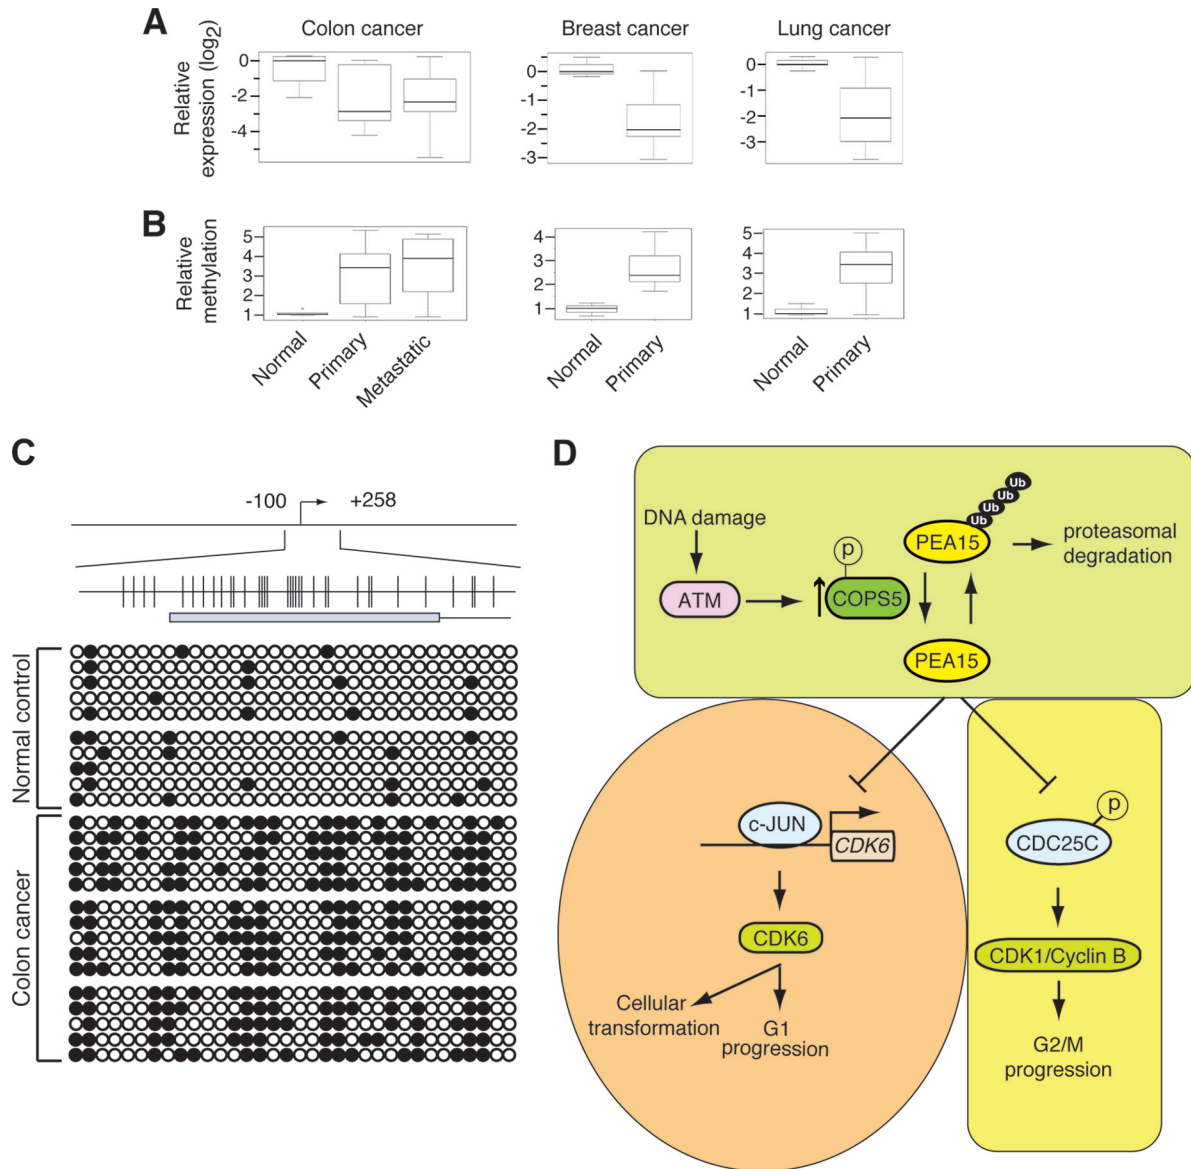 A
Colon cancer
Breast cancer
Lung cancer
Relative
expression (log2)
0
-2
-4
0
-1
-2
-3
0
-1
-2
-3
B
Relative
methylation
5
4
3
2
1
4
3
2
1
5
4
3
2
1
Normal
Primary
Metastatic
Normal
Primary
Normal
Primary
C
-100
+258
Normal control
Colon cancer
D
DNA damage
ATM
p
COPS5
Ub
Ub
Ub
Ub
PEA15
proteasomal
degradation
PEA15
c-JUN
CDK6
CDK6
Cellular
transformation
G1
progression
p
CDC25C
CDK1/Cyclin B
G2/M
progression